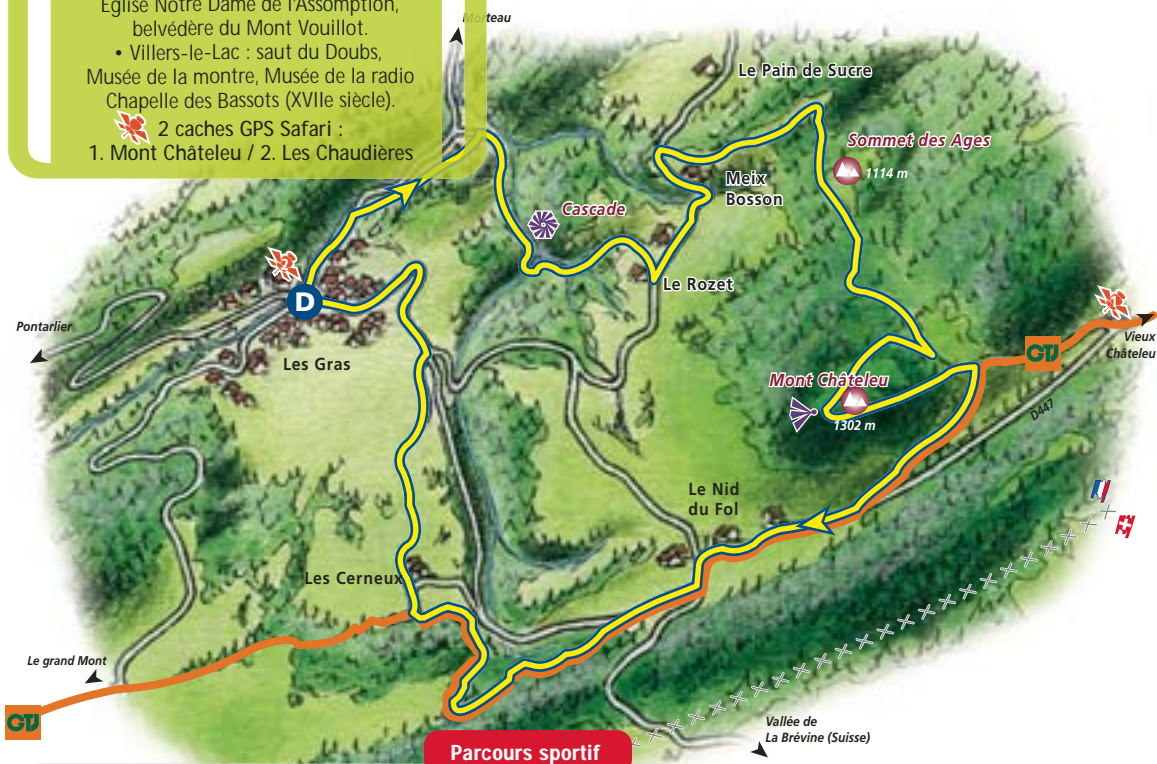 Eglise Notre Dame de l'Assomption,
belvédère du Mont Vouillot.
• Villers-le-Lac : saut du Doubs,
Musée de la montre, Musée de la radio
Chapelle des Bassots (XVIIe siècle).
2 caches GPS Safari :
1. Mont Châteleu / 2. Les Chaudières
Morteau
Le Pain de Sucre
Sommet des Ages
1114 m
Meix
Bosson
Cascade
Le Rozet
D
Pontarlier
Les Gras
GTJ
Vieux
Châteleu
Mont Châteleu
1302 m
D447
Le Nid
du Fol
Les Cerneux
Le grand Mont
GTJ
Vallée de
La Brévine (Suisse)
Parcours sportif